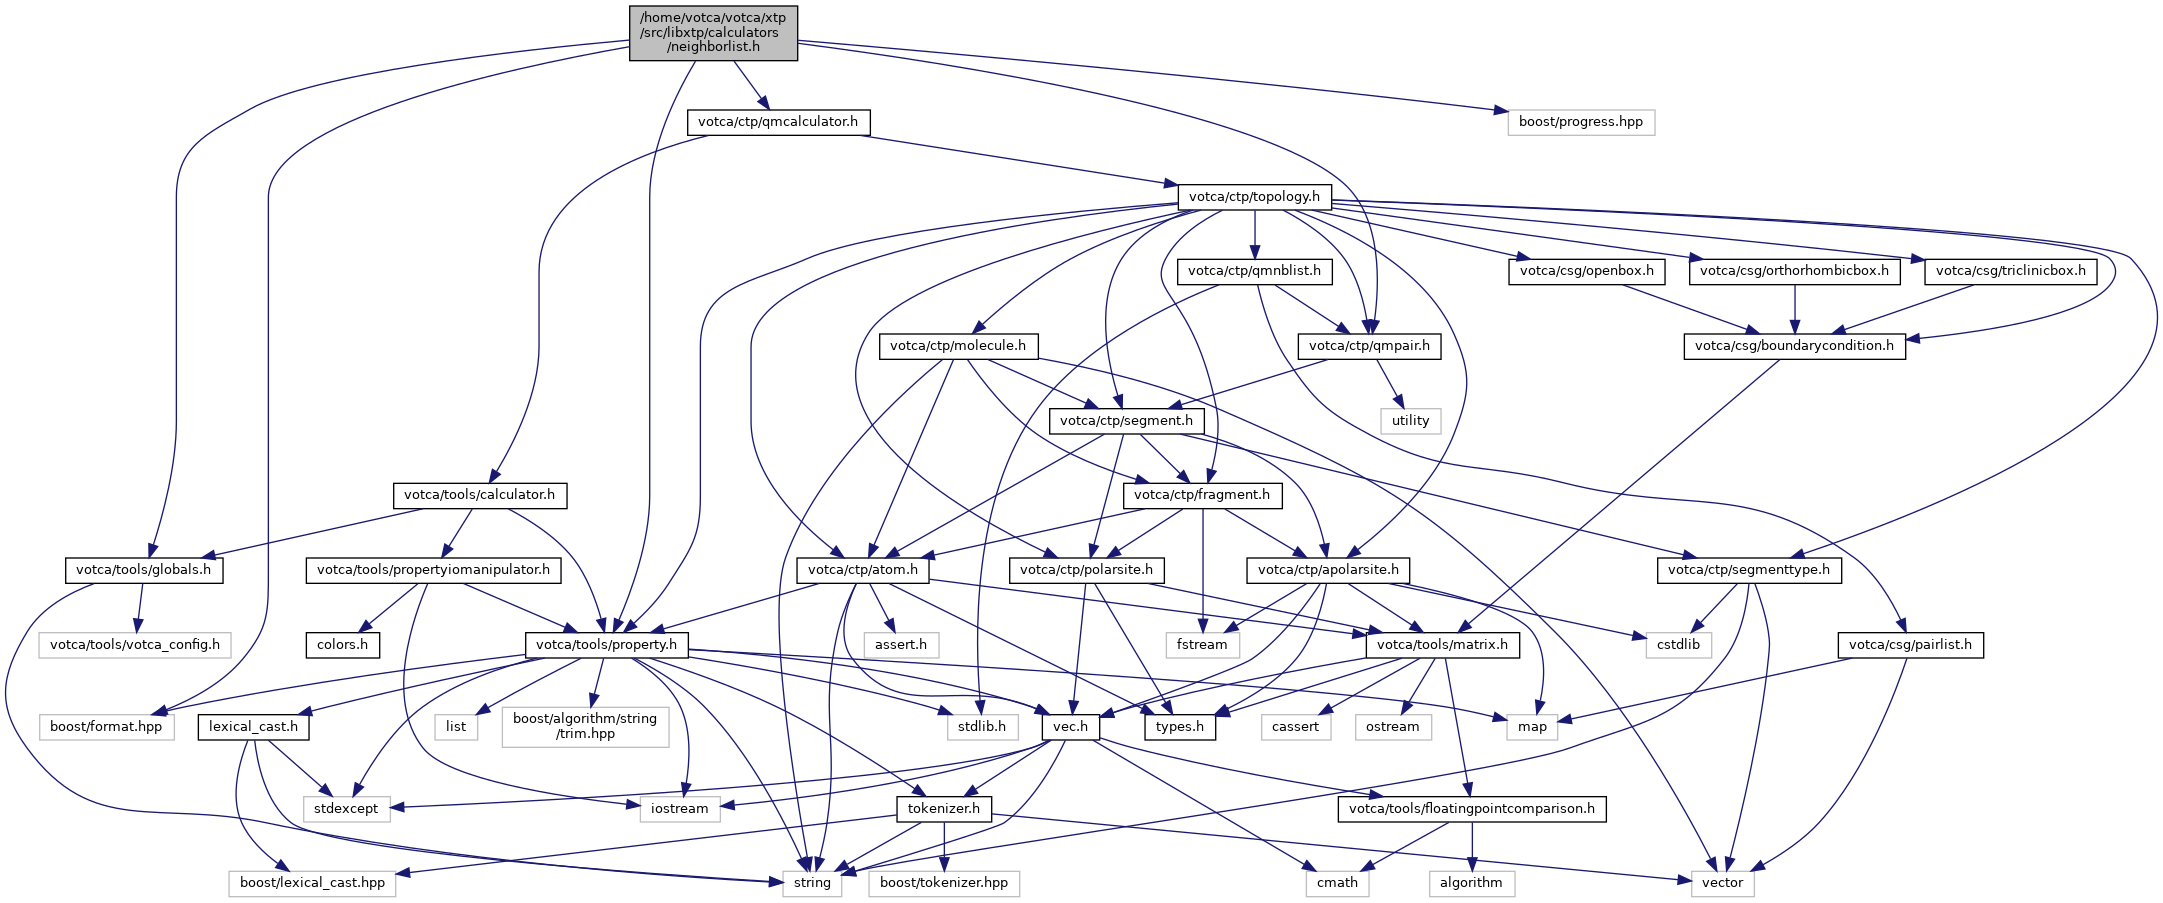 /home/votca/votca/xtp
/src/libxtp/calculators
/neighborlist.h
votca/ctp/qmcalculator.h
boost/progress.hpp
votca/ctp/topology.h
votca/ctp/qmnblist.h
votca/csg/openbox.h
votca/csg/orthorhombicbox.h
votca/csg/triclinicbox.h
votca/ctp/molecule.h
votca/ctp/qmpair.h
votca/csg/boundarycondition.h
votca/ctp/segment.h
utility
votca/tools/calculator.h
votca/ctp/fragment.h
votca/tools/globals.h
votca/tools/propertyiomanipulator.h
votca/ctp/atom.h
votca/ctp/polarsite.h
votca/ctp/apolarsite.h
votca/ctp/segmenttype.h
votca/tools/votca_config.h
colors.h
votca/tools/property.h
assert.h
fstream
votca/tools/matrix.h
cstdlib
votca/csg/pairlist.h
boost/format.hpp
lexical_cast.h
list
boost/algorithm/string
/trim.hpp
stdlib.h
vec.h
types.h
cassert
ostream
map
stdexcept
iostream
tokenizer.h
votca/tools/floatingpointcomparison.h
boost/lexical_cast.hpp
string
boost/tokenizer.hpp
cmath
algorithm
vector